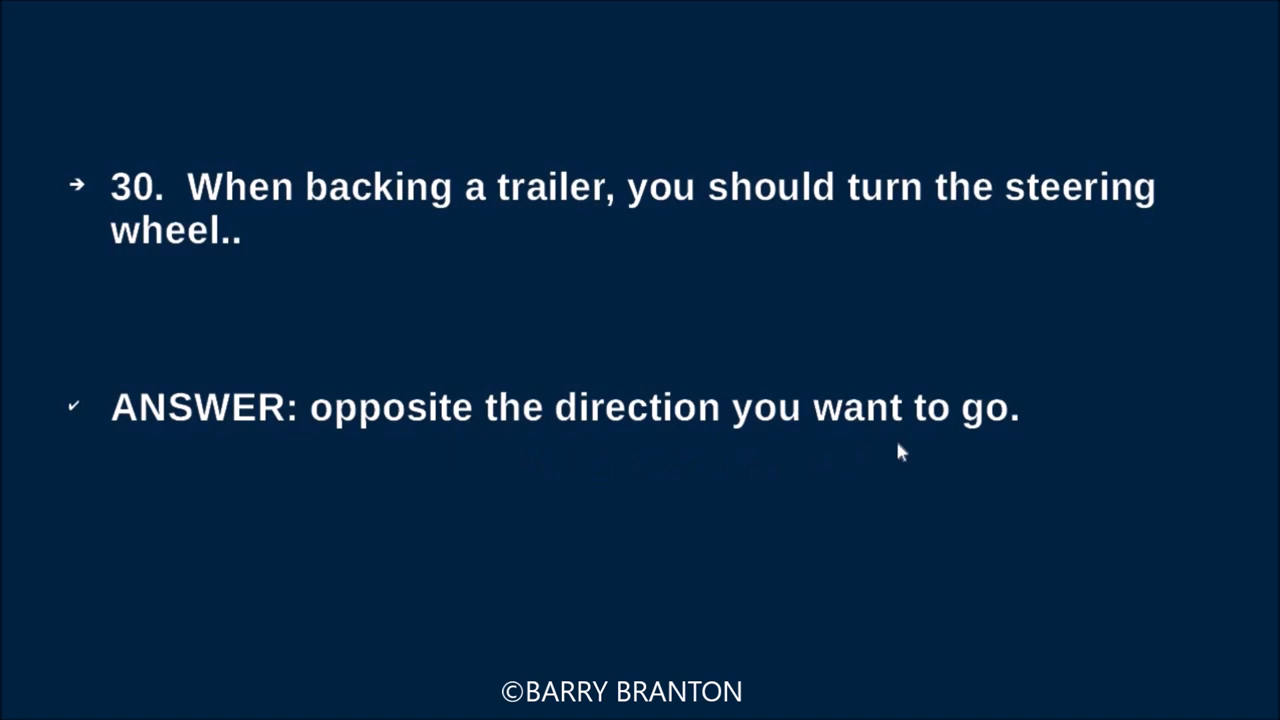 30.  When backing a trailer, you should turn the steering
wheel..
ANSWER: opposite the direction you want to go.
©BARRY BRANTON